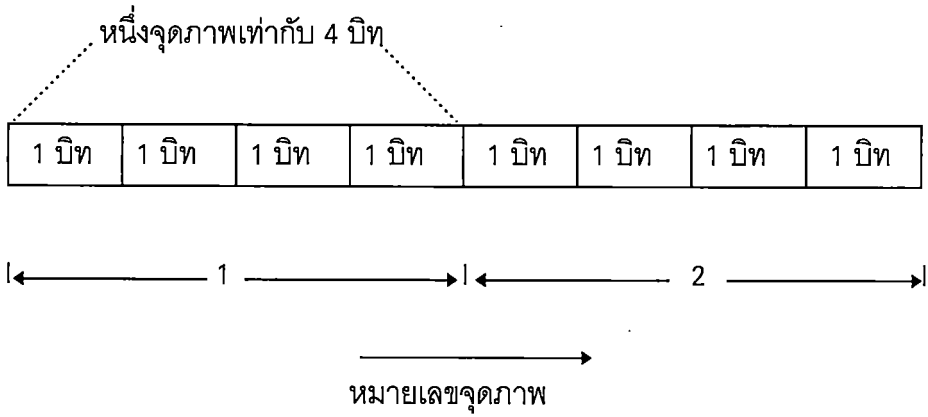 หนึ่งจุดภาพเท่ากับ 4 บิท
1 บิท 1 บิท 1 บิท 1 บิท 1 บิท 1 บิท 1 บิท 1 บิท
1 2
หมายเลขจุดภาพ